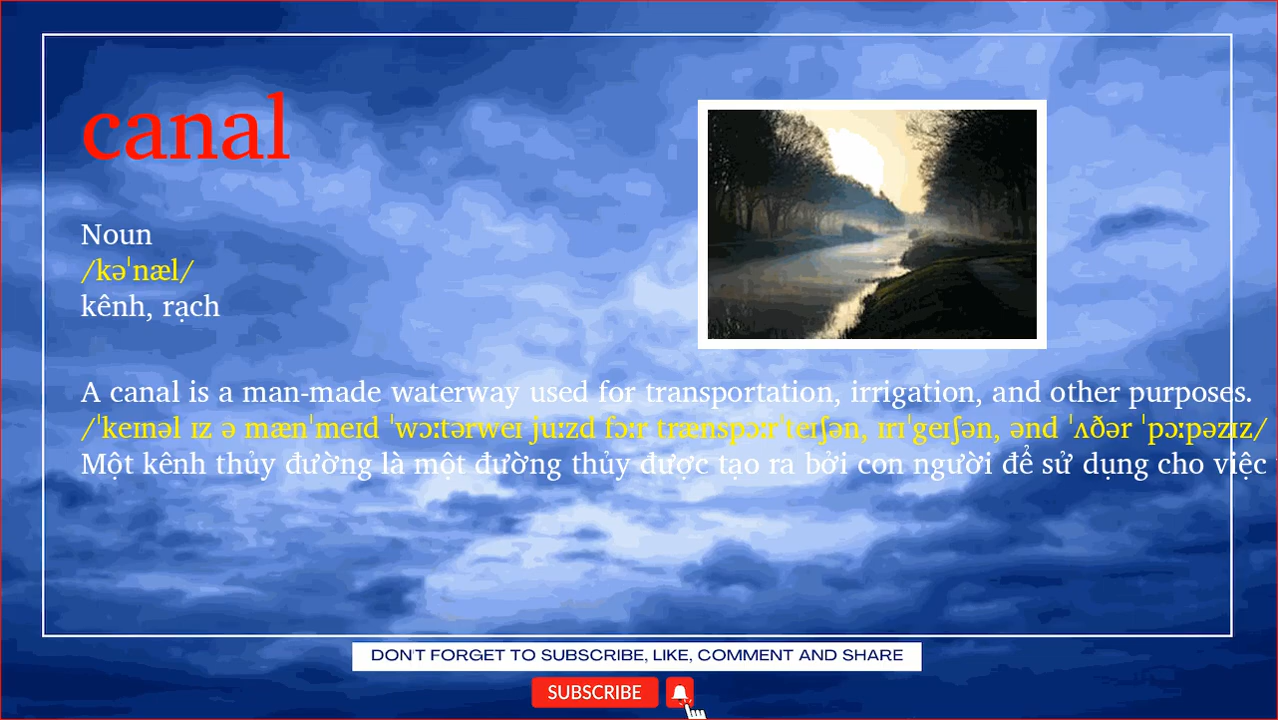 canal
Noun
/kəˈnæl/
kênh, rạch
A canal is a man-made waterway used for transportation, irrigation, and other purposes.
/ˈkeɪnəl ɪz ə mænˈmeɪd ˈwɔːtərweɪ juːzd fɔːr trænspɔːrˈteɪʃən, ɪrɪˈɡeɪʃən, ənd ˈʌðər ˈpɔːpəzɪz/
Một kênh thủy đường là một đường thủy được tạo ra bởi con người để sử dụng cho việc
DON'T FORGET TO SUBSCRIBE, LIKE, COMMENT AND SHARE
SUBSCRIBE